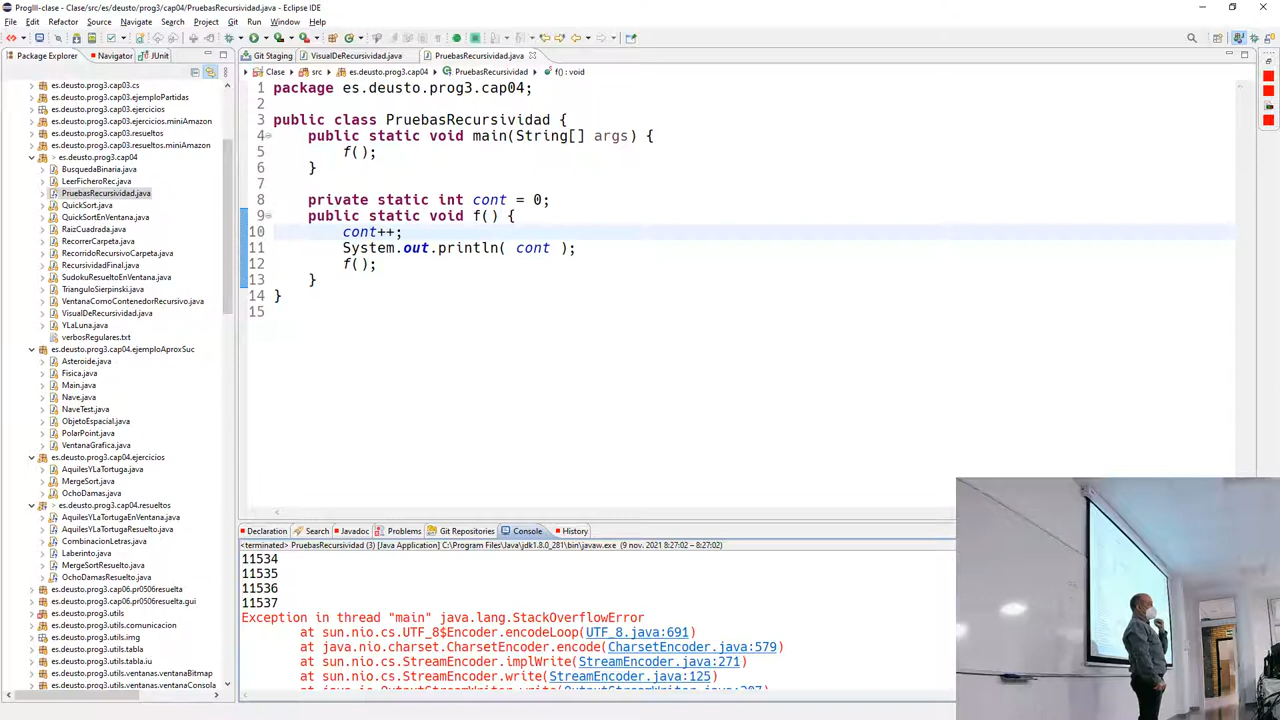 ProgIII-clase - Clase/src/es/deusto/prog3/cap04/PruebasRecursividad.java - Eclipse IDE
File Edit Refactor Source Navigate Search Project Git Run Window Help
Package Explorer Navigator JUnit
es.deusto.prog3.cap03.cs
es.deusto.prog3.cap03.ejemploPartidas
es.deusto.prog3.cap03.ejercicios
es.deusto.prog3.cap03.ejercicios.miniAmazon
es.deusto.prog3.cap03.resueltos
es.deusto.prog3.cap03.resueltos.miniAmazon
> es.deusto.prog3.cap04
BusquedaBinaria.java
LeerFicheroRec.java
PruebasRecursividad.java
QuickSort.java
QuickSortEnVentana.java
RaizCuadrada.java
RecorrerCarpeta.java
RecorridoRecursivoCarpeta.java
RecursividadFinal.java
SudokuResueltoEnVentana.java
TrianguloSierpinski.java
VentanaComoContenedorRecursivo.java
VisualDeRecursividad.java
YLaLuna.java
verbosRegulares.txt
es.deusto.prog3.cap04.ejemploAproxSuc
Asteroide.java
Fisica.java
Main.java
Nave.java
NaveTest.java
ObjetoEspacial.java
PolarPoint.java
VentanaGrafica.java
es.deusto.prog3.cap04.ejercicios
AquilesYLaTortuga.java
MergeSort.java
OchoDamas.java
> es.deusto.prog3.cap04.resueltos
AquilesYLaTortugaEnVentana.java
AquilesYLaTortugaResuelto.java
CombinacionLetras.java
Laberinto.java
MergeSortResuelto.java
OchoDamasResuelto.java
es.deusto.prog3.cap06.pr0506resuelta
es.deusto.prog3.cap06.pr0506resuelta.gui
es.deusto.prog3.utils
es.deusto.prog3.utils.comunicacion
es.deusto.prog3.utils.img
es.deusto.prog3.utils.tabla
es.deusto.prog3.utils.tabla.iu
es.deusto.prog3.utils.ventanas.ventanaBitmap
es.deusto.prog3.utils.ventanas.ventanaConsola
Git Staging VisualDeRecursividad.java PruebasRecursividad.java
Clase src es.deusto.prog3.cap04 PruebasRecursividad f() : void
1 package es.deusto.prog3.cap04;
2
3 public class PruebasRecursividad {
4 public static void main(String[] args) {
5 f();
6 }
7
8 private static int cont = 0;
9 public static void f() {
10 cont++;
11 System.out.println( cont );
12 f();
13 }
14 }
15
Declaration Search Javadoc Problems Git Repositories Console History
<terminated> PruebasRecursividad (3) [Java Application] C:\Program Files\Java\jdk1.8.0_281\bin\javaw.exe (9 nov. 2021 8:27:02 – 8:27:02)
11534
11535
11536
11537
Exception in thread "main" java.lang.StackOverflowError
at sun.nio.cs.UTF_8$Encoder.encodeLoop(UTF_8.java:691)
at java.nio.charset.CharsetEncoder.encode(CharsetEncoder.java:579)
at sun.nio.cs.StreamEncoder.implWrite(StreamEncoder.java:271)
at sun.nio.cs.StreamEncoder.write(StreamEncoder.java:125)